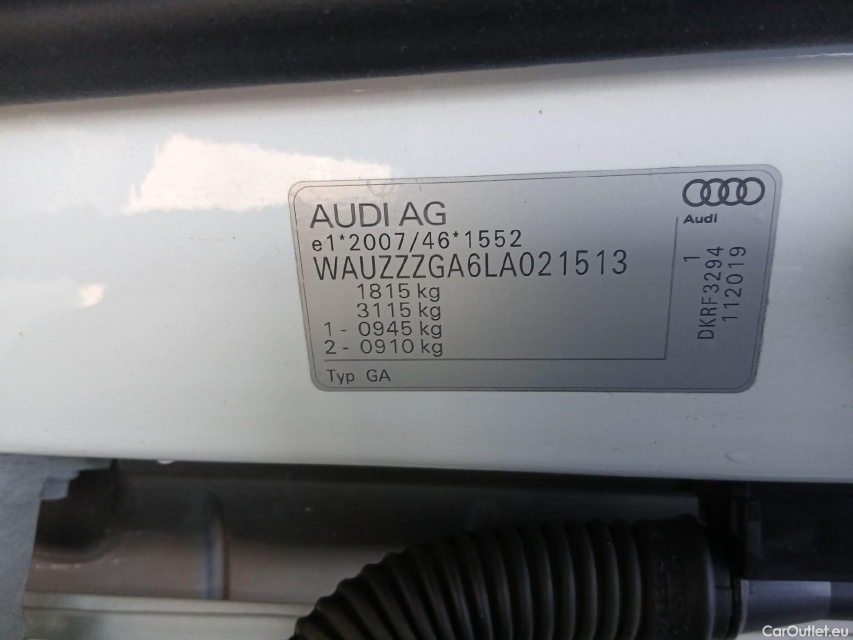 AUDI AG
e1*2007/46*1552
WAUZZZGA6LA021513
1815 kg
3115 kg
1 - 0945 kg
2 - 0910 kg
Typ GA
Audi
1
DKRF3294
112019
CarOutlet.eu